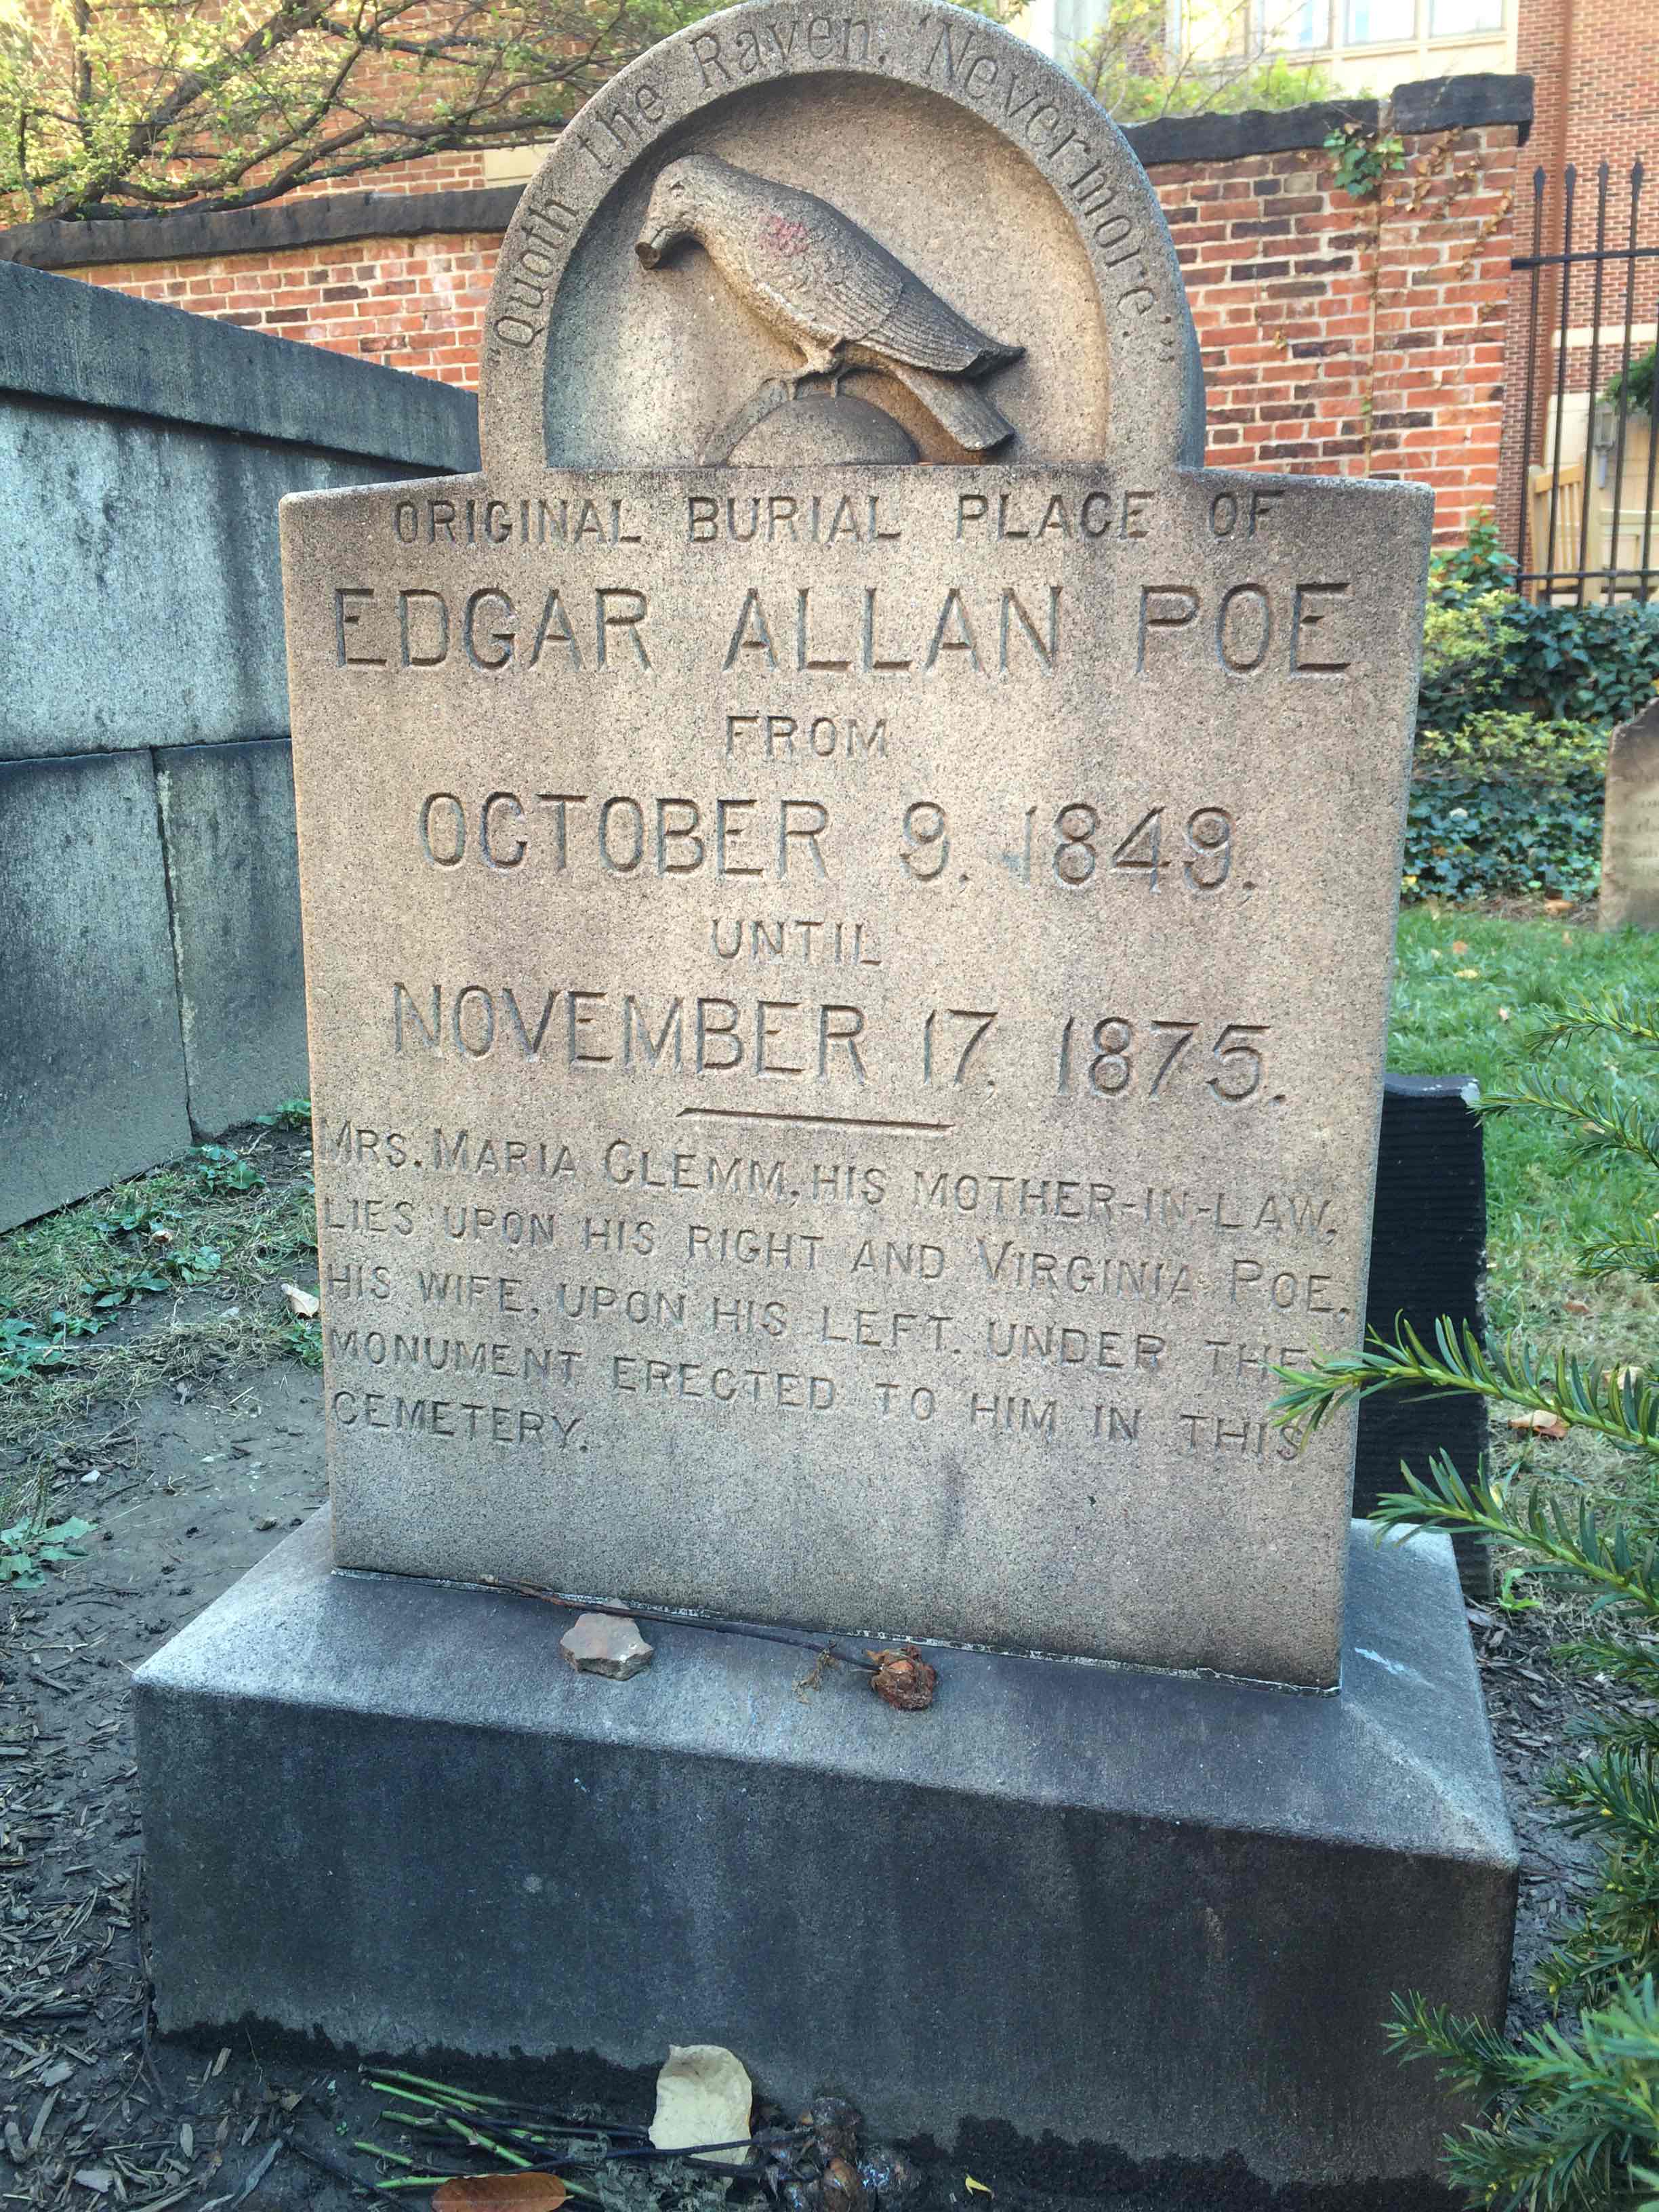 "Quoth the Raven, 'Nevermore.'"
ORIGINAL BURIAL PLACE OF
EDGAR ALLAN POE
FROM
OCTOBER 9, 1849.
UNTIL
NOVEMBER 17, 1875.
MRS. MARIA CLEMM, HIS MOTHER-IN-LAW,
LIES UPON HIS RIGHT AND VIRGINIA POE,
HIS WIFE, UPON HIS LEFT. UNDER THE
MONUMENT ERECTED TO HIM IN THIS
CEMETERY.